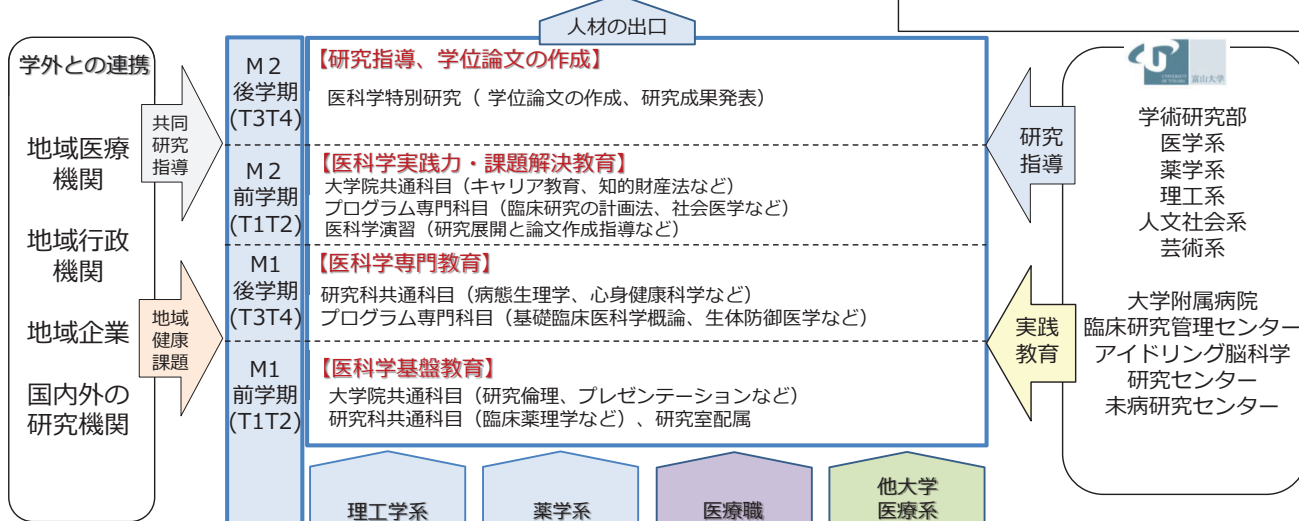 人材の出口
学外との連携
地域医療
機関
地域行政
機関
地域企業
国内外の
研究機関
共同
研究
指導
地域
健康
課題
M2
後学期
(T3T4)
【研究指導、学位論文の作成】
医科学特別研究（ 学位論文の作成、研究成果発表）
M2
前学期
(T1T2)
【医科学実践力・課題解決教育】
大学院共通科目（キャリア教育、知的財産法など）
プログラム専門科目（臨床研究の計画法、社会医学など）
医科学演習（研究展開と論文作成指導など）
M1
後学期
(T3T4)
【医科学専門教育】
研究科共通科目（病態生理学、心身健康科学など）
プログラム専門科目（基礎臨床医科学概論、生体防御医学など）
M1
前学期
(T1T2)
【医科学基盤教育】
大学院共通科目（研究倫理、プレゼンテーションなど）
研究科共通科目（臨床薬理学など）、研究室配属
理工学系
薬学系
医療職
他大学
医療系
研究
指導
実践
教育
UNIVERSITY
OF TOYAMA
富山大学
学術研究部
医学系
薬学系
理工系
人文社会系
芸術系
大学附属病院
臨床研究管理センター
アイドリング脳科学
研究センター
未病研究センター